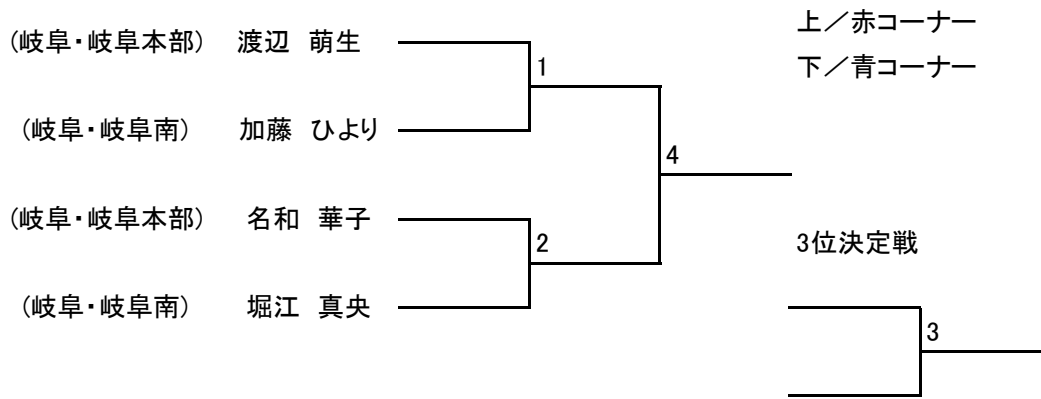 上／赤コーナー
(岐阜・岐阜本部)　渡辺　萌生
下／青コーナー
1
(岐阜・岐阜南)　加藤　ひより
4
(岐阜・岐阜本部)　名和　華子
2
3位決定戦
(岐阜・岐阜南)　堀江　真央
3